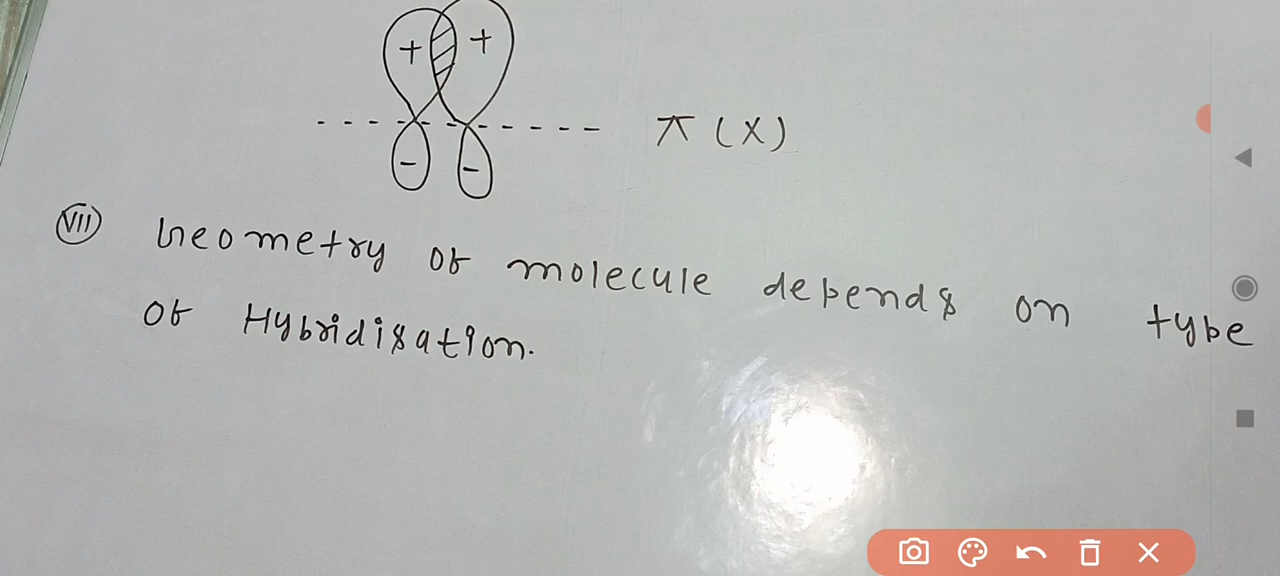 + +
- -
π (X)
(VII) Geometry of molecule depends on type
of Hybridisation.